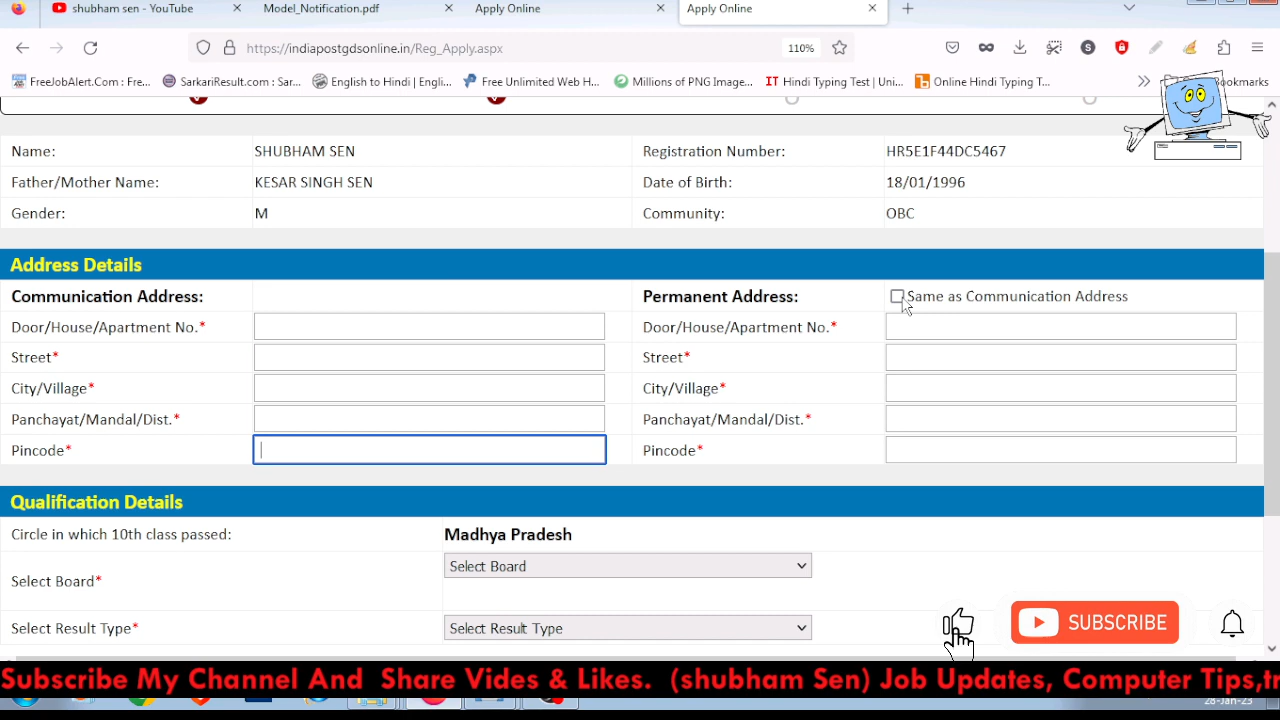 shubham sen - YouTube
Model_Notification.pdf
Apply Online
Apply Online
https://indiapostgdsonline.in/Reg_Apply.aspx
110%
FreeJobAlert.Com : Fre...
SarkariResult.com : Sar...
English to Hindi | Engli...
Free Unlimited Web H...
Millions of PNG Image...
IT Hindi Typing Test | Uni...
Online Hindi Typing T...
Name: SHUBHAM SEN Registration Number: HR5E1F44DC5467
Father/Mother Name: KESAR SINGH SEN Date of Birth: 18/01/1996
Gender: M Community: OBC
Address Details
Communication Address: Permanent Address: Same as Communication Address
Door/House/Apartment No.* Door/House/Apartment No.*
Street* Street*
City/Village* City/Village*
Panchayat/Mandal/Dist.* Panchayat/Mandal/Dist.*
Pincode* Pincode*
Qualification Details
Circle in which 10th class passed: Madhya Pradesh
Select Board* Select Board
Select Result Type* Select Result Type
SUBSCRIBE
Subscribe My Channel And Share Videos & Likes. (shubham Sen) Job Updates, Computer Tips,tr
28-Jan-23